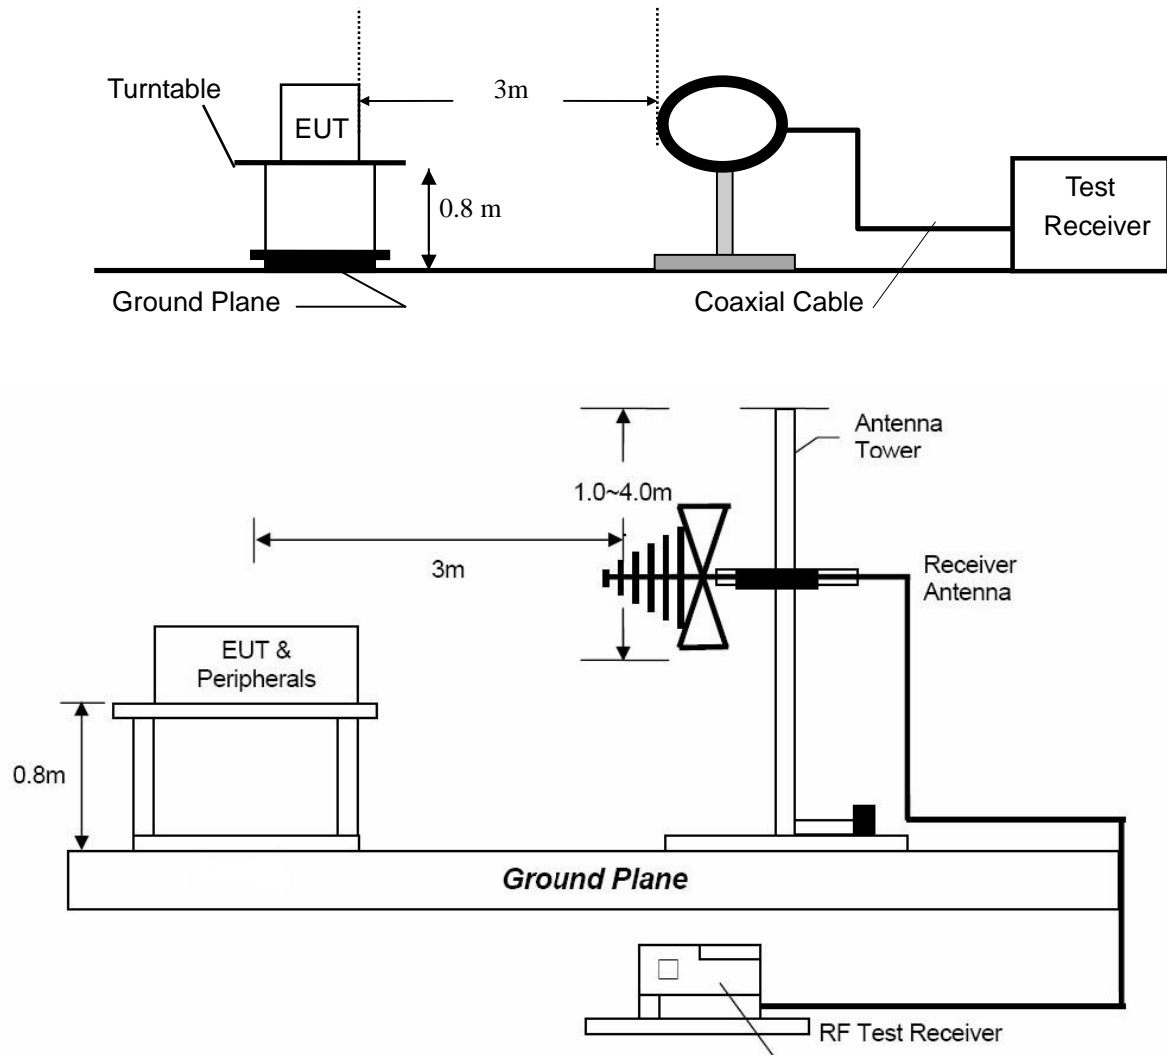 3m
Turntable
EUT
0.8 m
Test
Receiver
Ground Plane
Coaxial Cable
Antenna
Tower
1.0~4.0m
3m
Receiver
Antenna
EUT &
Peripherals
0.8m
Ground Plane
RF Test Receiver